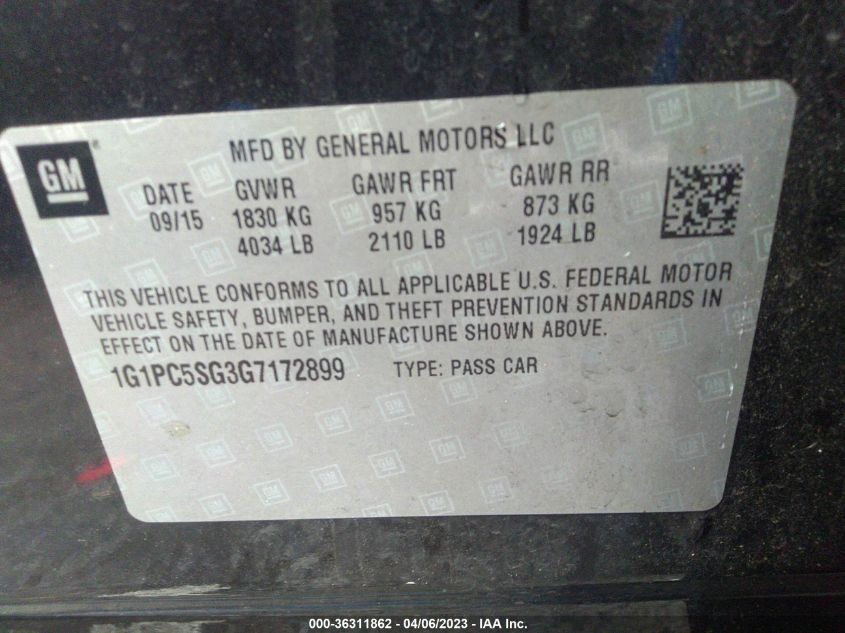 GM
MFD BY GENERAL MOTORS LLC
DATE GVWR GAWR FRT GAWR RR
09/15 1830 KG 957 KG 873 KG
4034 LB 2110 LB 1924 LB
THIS VEHICLE CONFORMS TO ALL APPLICABLE U.S. FEDERAL MOTOR
VEHICLE SAFETY, BUMPER, AND THEFT PREVENTION STANDARDS IN
EFFECT ON THE DATE OF MANUFACTURE SHOWN ABOVE.
1G1PC5SG3G7172899 TYPE: PASS CAR
000-36311862 - 04/06/2023 - IAA Inc.